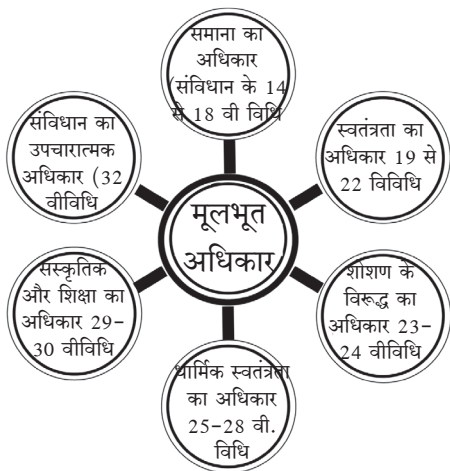 समाना का
अधिकार
(संविधान के 14
से 18 वी विधि
स्वतंत्रता का
अधिकार 19 से
22 विविधि
शोशण के
विरूद्ध का
अधिकार 23-
24 वीविधि
धार्मिक स्वतंत्रता
का अधिकार
25-28 वी.
विधि
संस्कृतिक
और शिक्षा का
अधिकार 29-
30 वीविधि
संविधान का
उपचारात्मक
अधिकार (32
वीविधि
मूलभूत
अधिकार